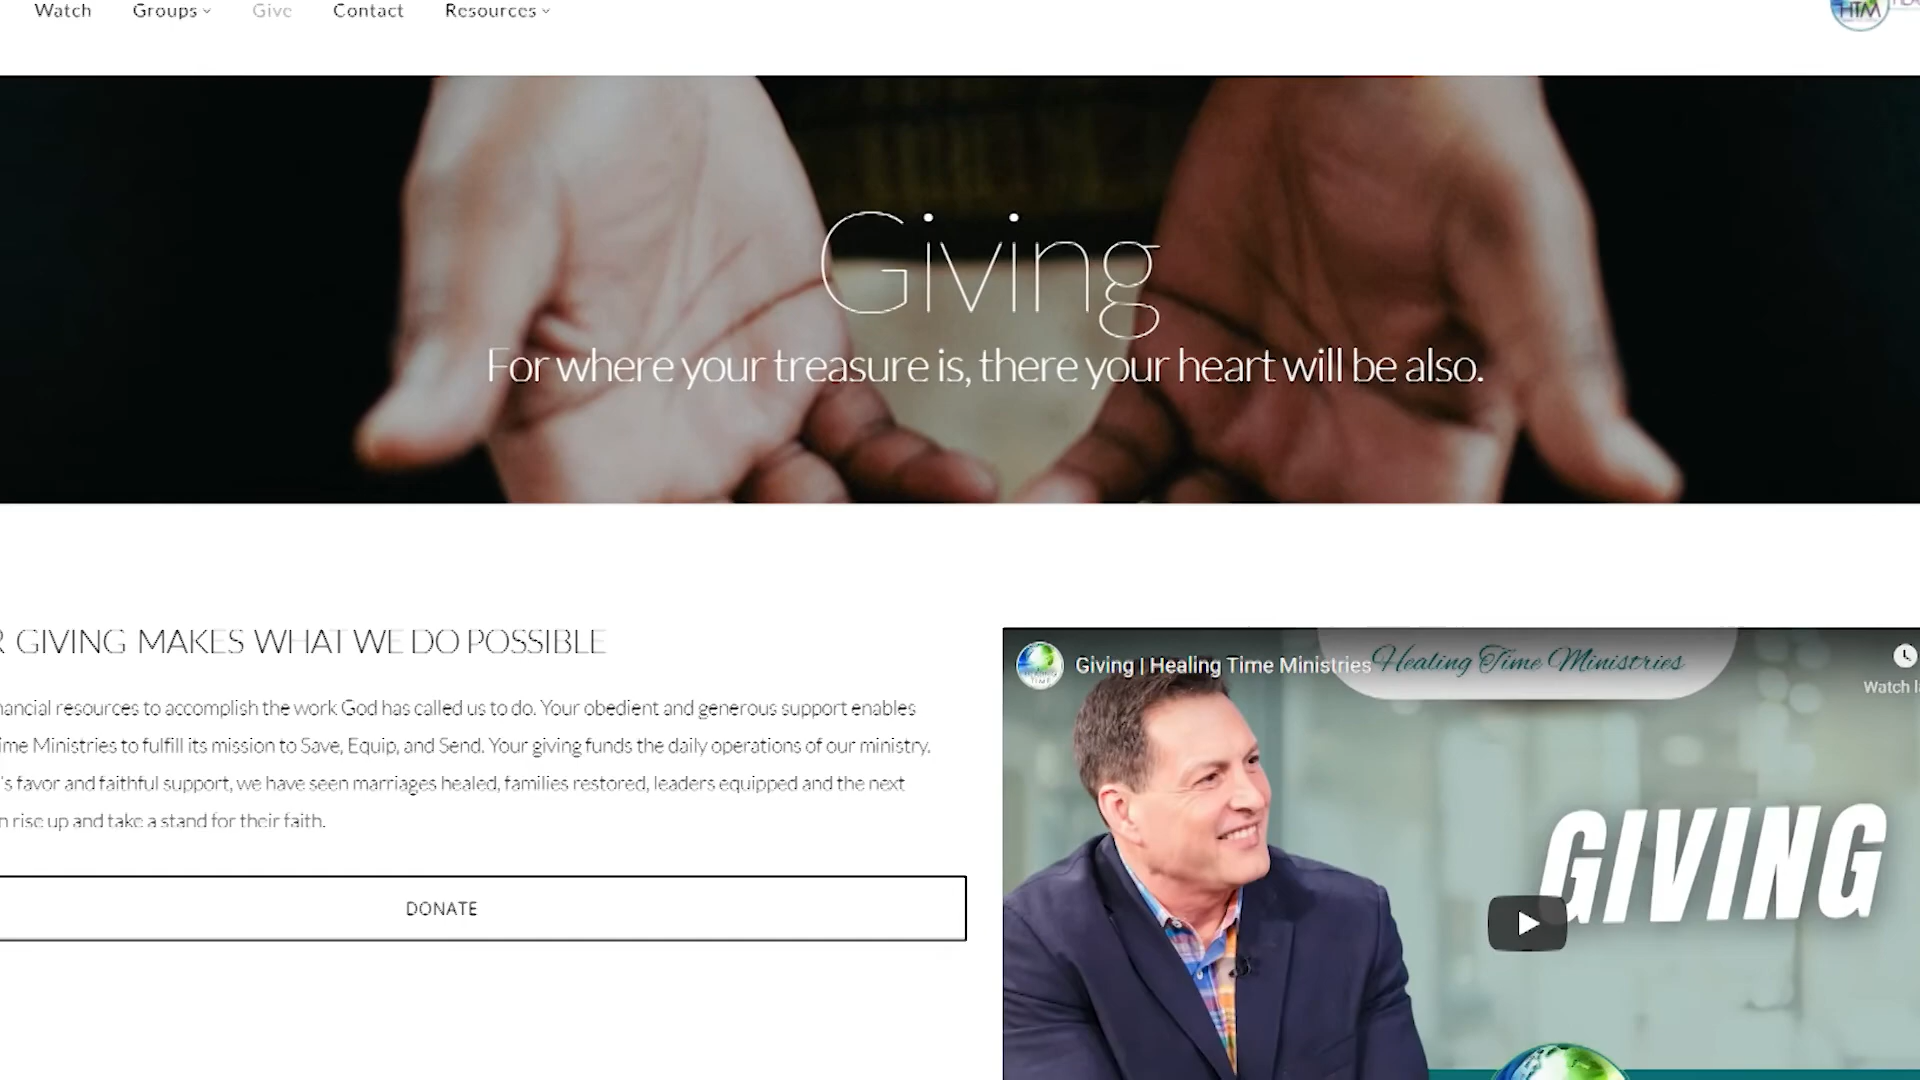 Watch Groups Give Contact Resources
HTM
Giving
For where your treasure is, there your heart will be also.
GIVING MAKES WHAT WE DO POSSIBLE
resources to accomplish the work God has called us to do. Your obedient and generous support enables
Ministries to fulfill its mission to Save, Equip, and Send. Your giving funds the daily operations of our ministry.
's favor and faithful support, we have seen marriages healed, families restored, leaders equipped and the next
rise up and take a stand for their faith.
DONATE
Giving | Healing Time Ministries
Healing Time Ministries
Watch
GIVING